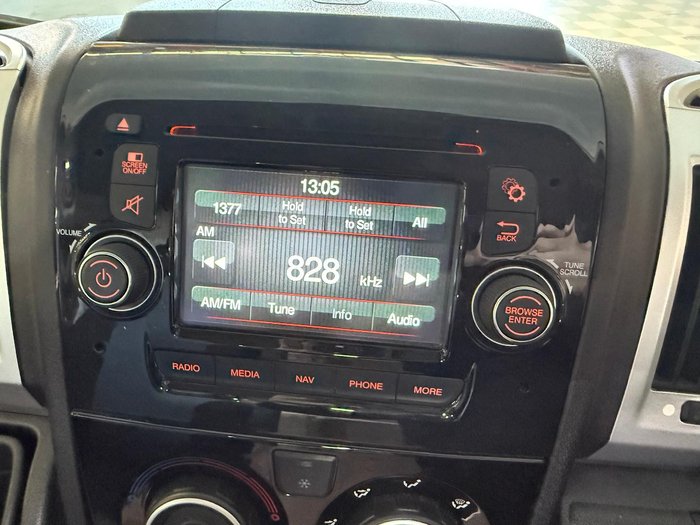 13:05
1377
Hold
to Set
Hold
to Set
All
AM
828 kHz
AM/FM
Tune
Info
Audio
SCREEN
ON/OFF
VOLUME
BACK
TUNE
SCROLL
BROWSE
ENTER
RADIO
MEDIA
NAV
PHONE
MORE